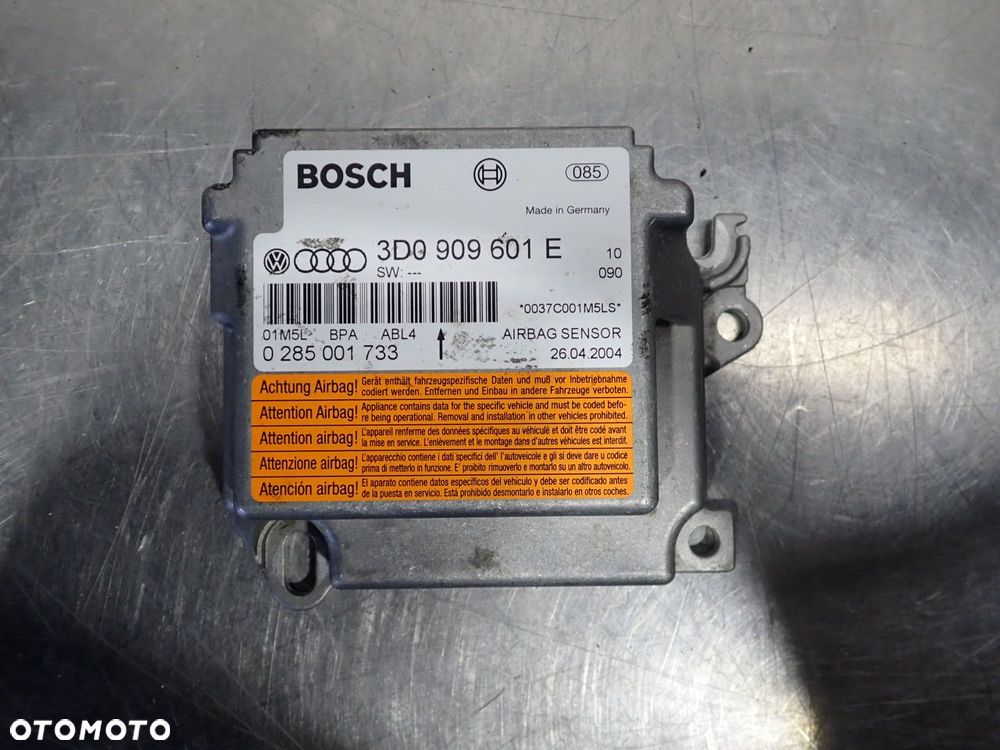 BOSCH
085
Made in Germany
3D0 909 601 E
10
SW: ---
090
*0037C001M5LS*
01M5L BPA ABL4
AIRBAG SENSOR
0 285 001 733
26.04.2004
Achtung Airbag! Gerät enthält fahrzeugspezifische Daten und muß vor Inbetriebnahme
codiert werden. Entfernen und Einbau in andere Fahrzeuge verboten.
Attention Airbag! Appliance contains data for the specific vehicle and must be coded befo-
re being operational. Removal and installation in other vehicles prohibited.
Attention airbag! L'appareil renferme des données spécifiques au véhicule et doit être codé avant
la mise en service. L'enlèvement et le montage dans d'autres véhicules est interdit.
Attenzione airbag! L'apparecchio contiene i dati specifici dell' l'autoveicole e gli si deve dare u codice
prima di metterlo in funzione. E' proibito rimuoverlo e montarlo su un altro autoveicolo.
Atención airbag! El aparato contiene datos específicos del vehículo y debe ser codificado antes
de la puesta en servicio. Está prohibido desmontarlo e instalarlo en otros coches.
OTOMOTO